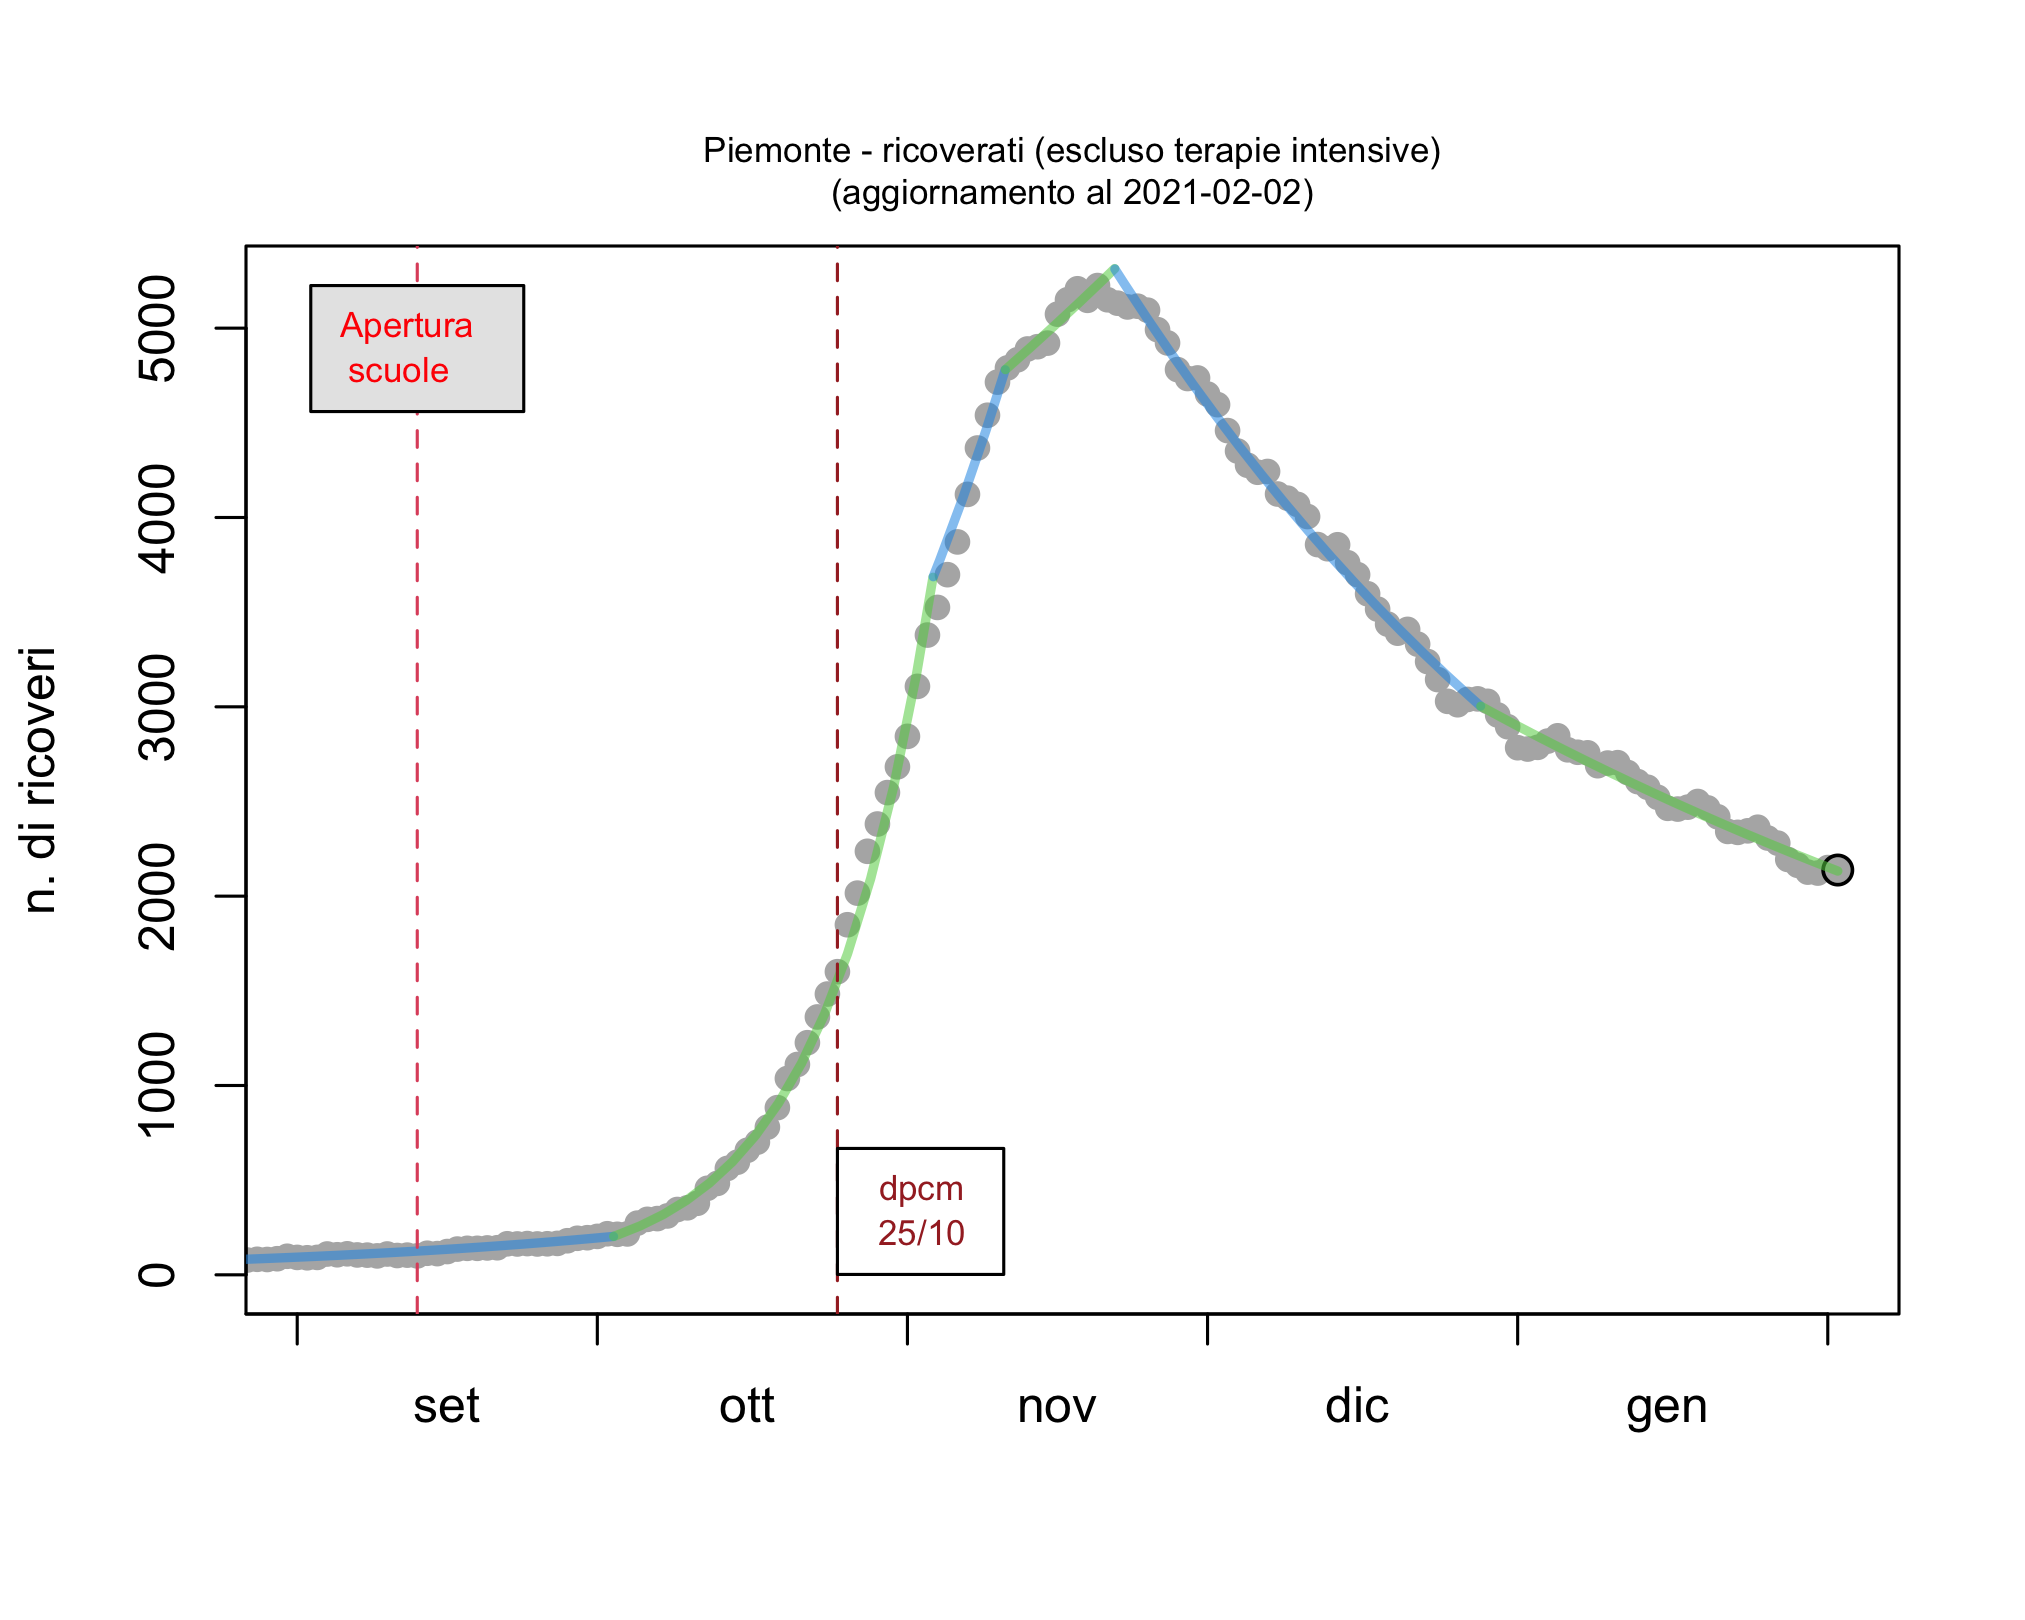 Piemonte - ricoverati (escluso terapie intensive)
(aggiornamento al 2021-02-02)
n. di ricoveri
5000
4000
3000
2000
1000
0
Apertura
scuole
dpcm
25/10
set
ott
nov
dic
gen